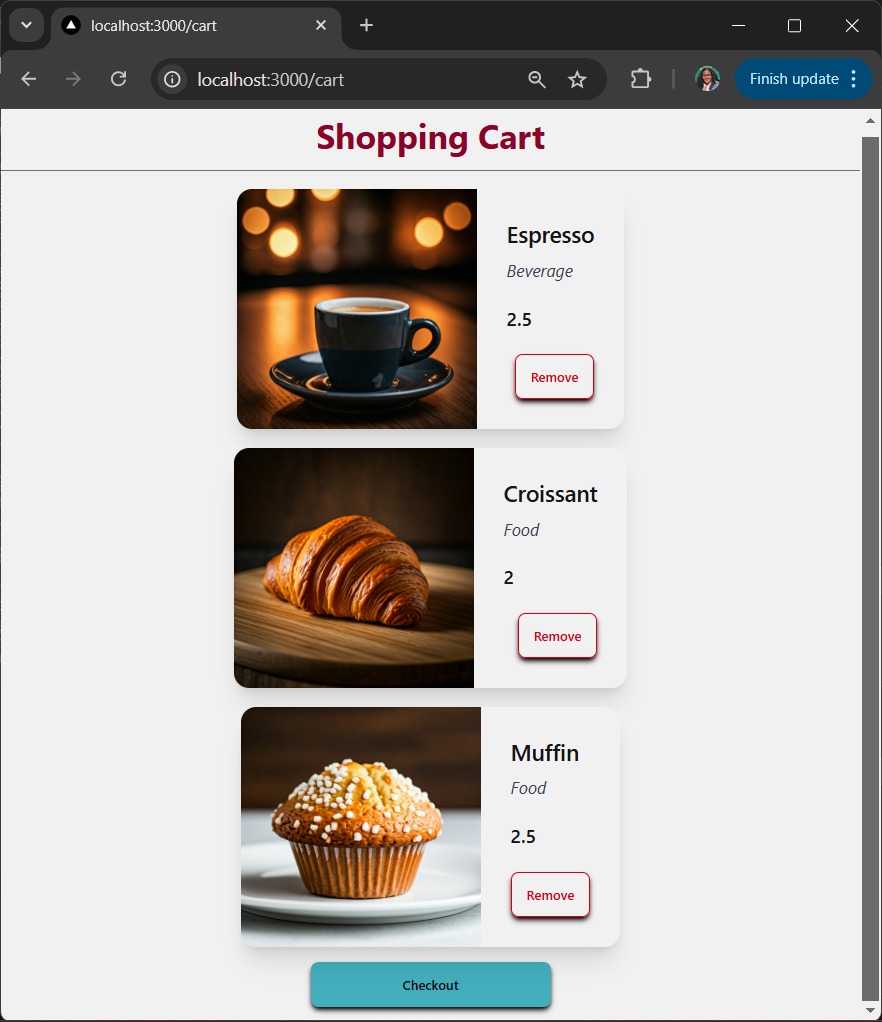 localhost:3000/cart
localhost:3000/cart
Finish update
Shopping Cart
Espresso
Beverage
2.5
Remove
Croissant
Food
2
Remove
Muffin
Food
2.5
Remove
Checkout